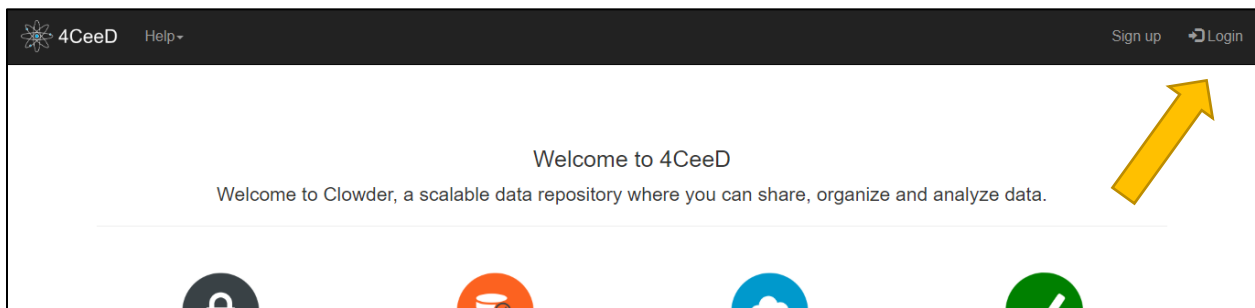 4CeeD Help Sign up Login
Welcome to 4CeeD
Welcome to Clowder, a scalable data repository where you can share, organize and analyze data.